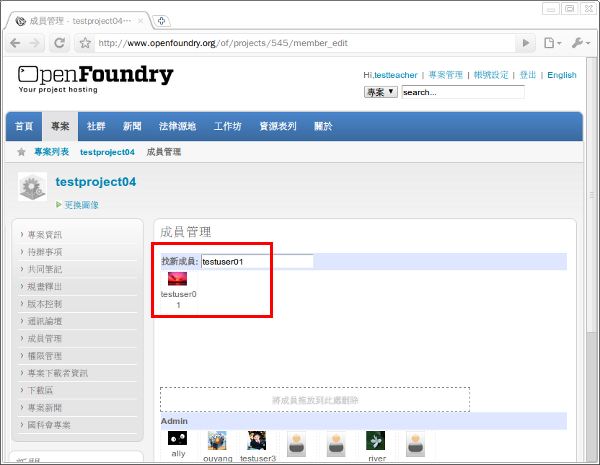 成員管理 - testproject04...
http://www.openfoundry.org/of/projects/545/member_edit
OpenFoundry
Your project hosting
Hi,testteacher | 專案管理 | 帳號設定 | 登出 | English
專案 search...
首頁 專案 社群 新聞 法律源地 工作坊 資源表列 關於
專案列表 testproject04 成員管理
testproject04
更換圖像
專案資訊
待辦事項
共同筆記
規畫釋出
版本控制
通訊論壇
成員管理
權限管理
專案下載者資訊
下載區
專案新聞
國科會專案
成員管理
找新成員: testuser01
testuser0
1
將成員拖放到此處刪除
Admin
ally ouyang testuser3 river